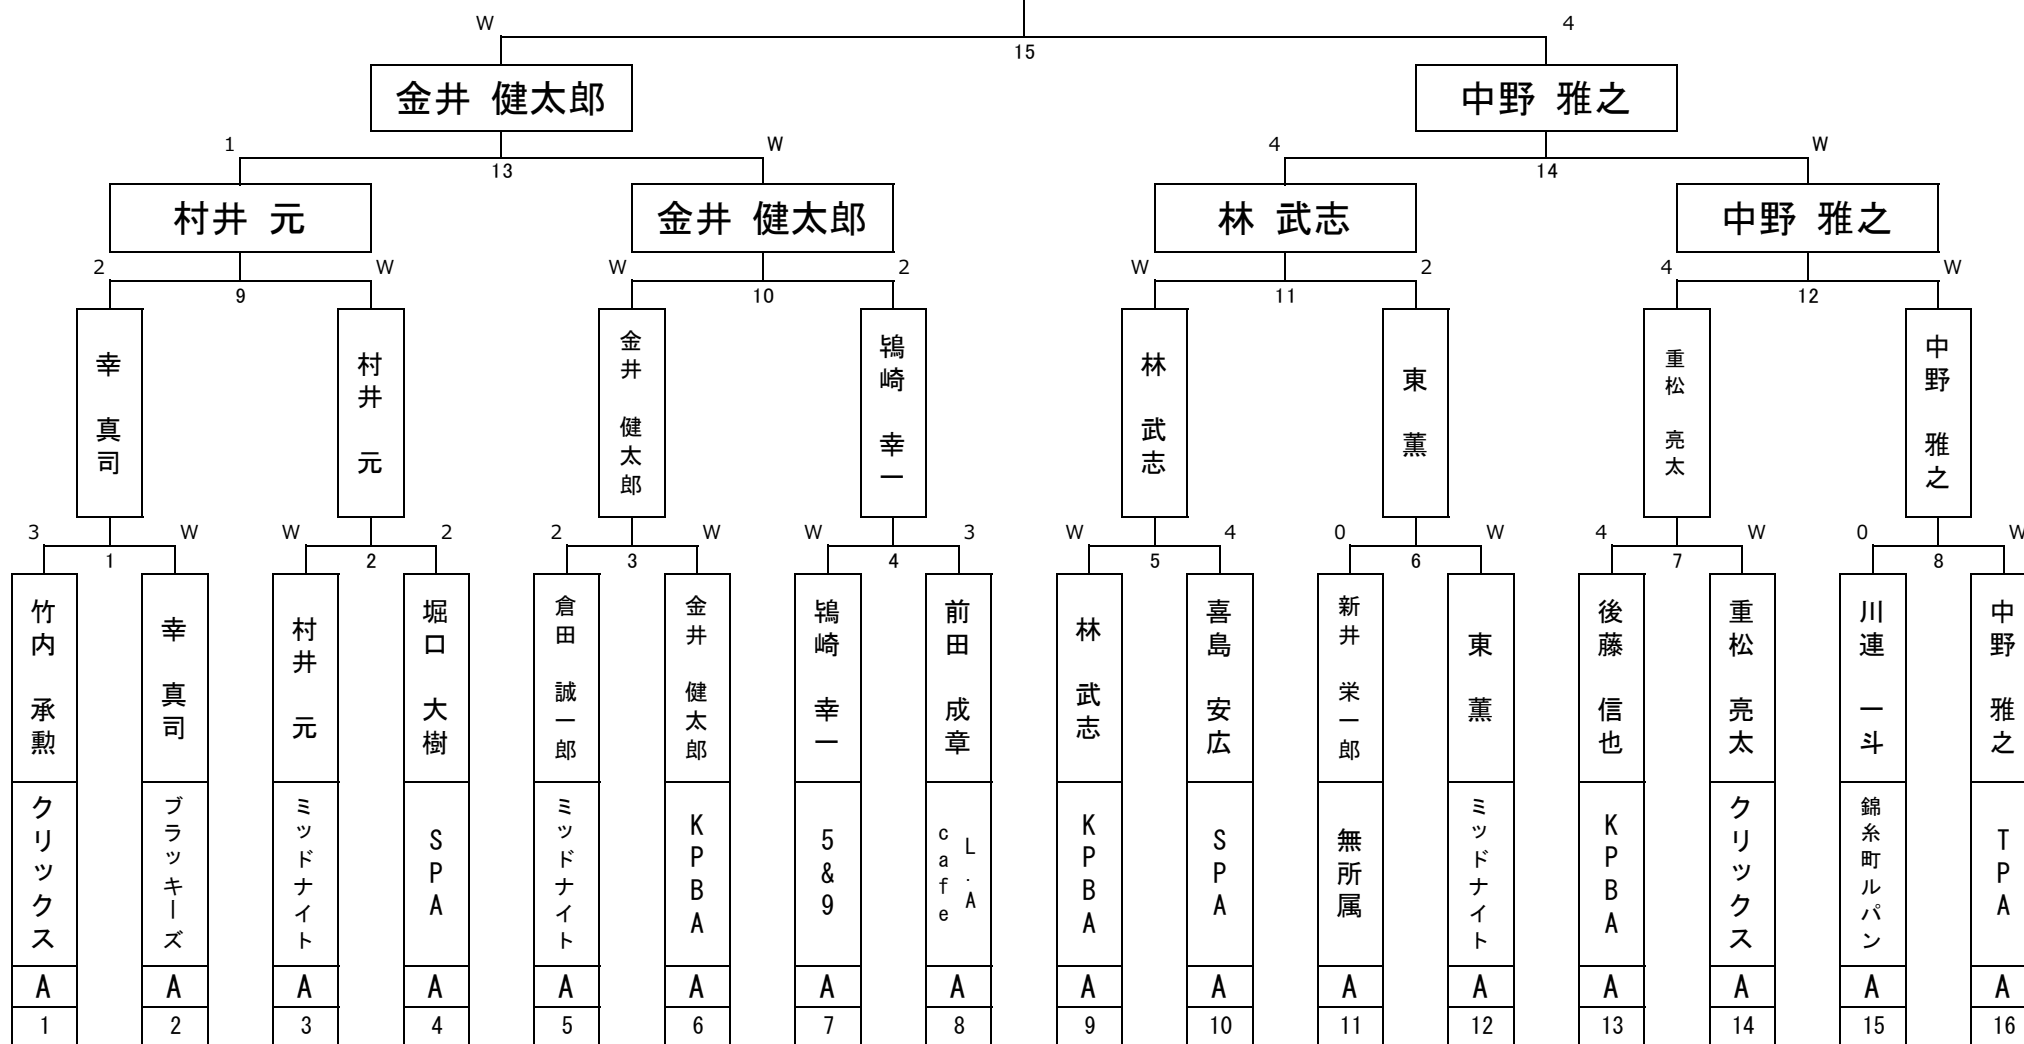 W 4
15
金井 健太郎 中野 雅之
1 W 4 W
13 14
村井 元 金井 健太郎 林 武志 中野 雅之
2 W W 2 W 2 4 W
9 10 11 12
幸 真司
村井 元
金井 健太郎
鴇崎 幸一
林 武志
東 薫
重松 亮太
中野 雅之
3 W W 2 2 W W 3 W 4 0 W 4 W 0 W
1 2 3 4 5 6 7 8
竹内 承勲
幸 真司
村井 元
堀口 大樹
倉田 誠一郎
金井 健太郎
鴇崎 幸一
前田 成章
林 武志
喜島 安広
新井 栄一郎
東 薫
後藤 信也
重松 亮太
川連 一斗
中野 雅之
クリックス
ブラッキーズ
ミッドナイト
SPA
ミッドナイト
KPBA
5&9
L.A
cafe
KPBA
SPA
無所属
ミッドナイト
KPBA
クリックス
錦糸町ルパン
TPA
A A A A A A A A A A A A A A A A
1 2 3 4 5 6 7 8 9 10 11 12 13 14 15 16